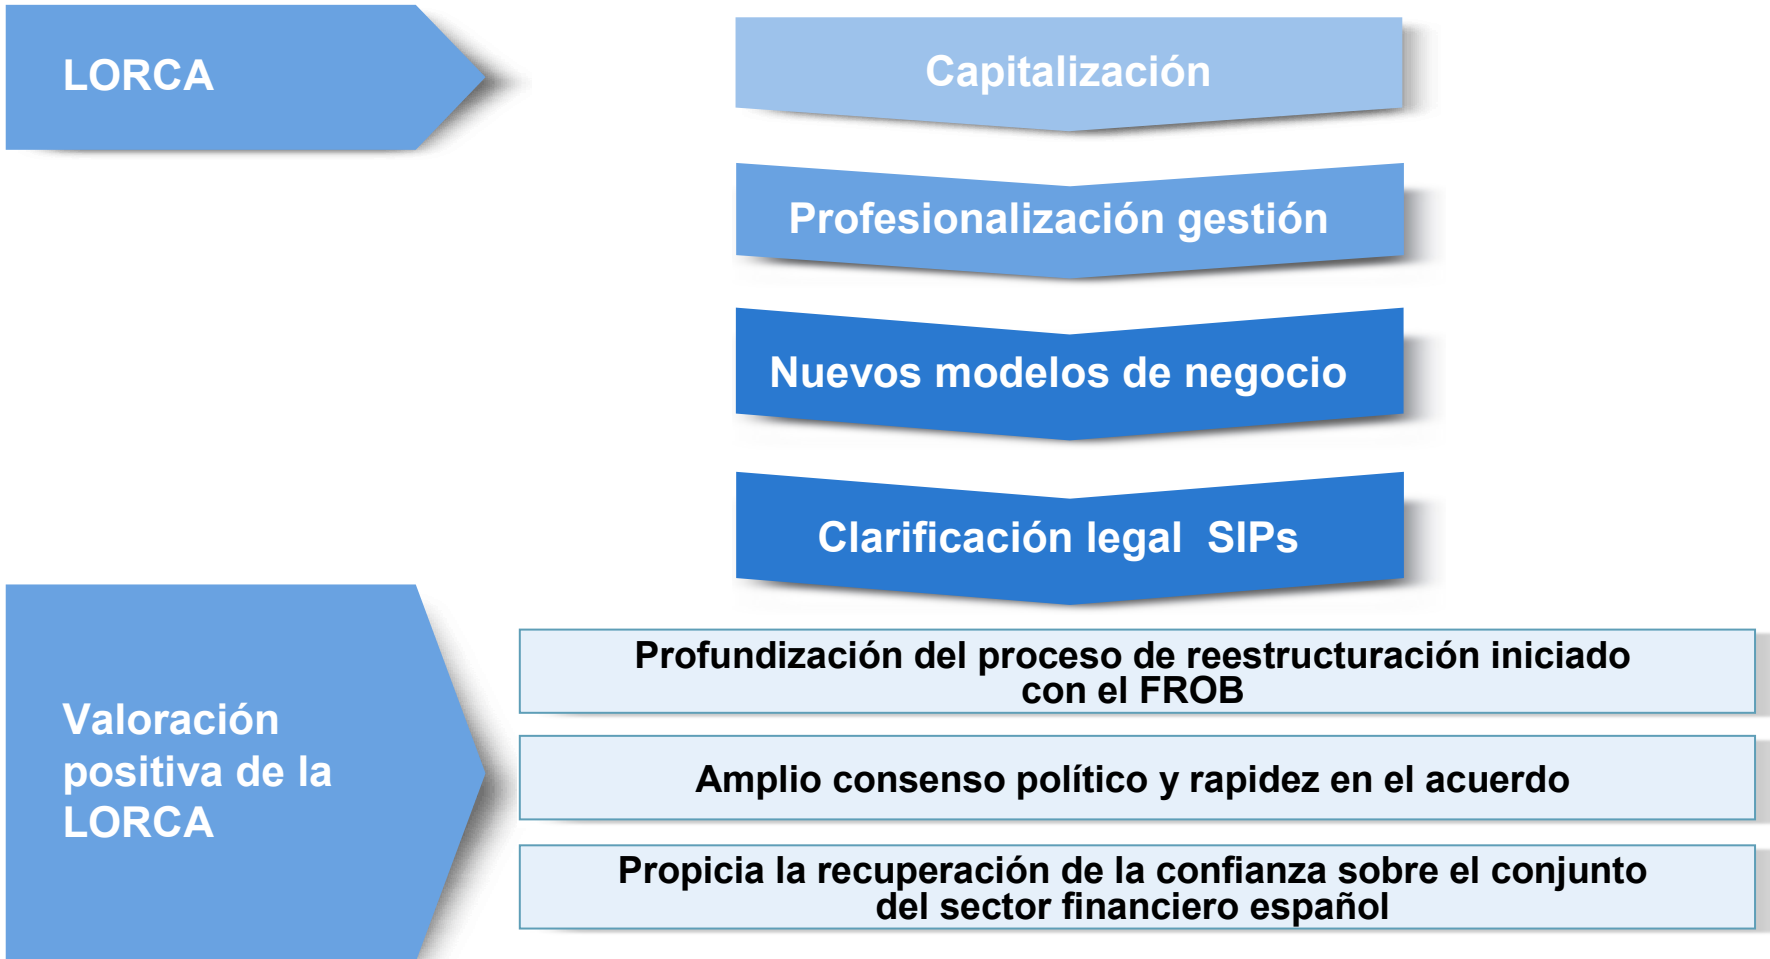 LORCA
Capitalización
Profesionalización gestión
Nuevos modelos de negocio
Clarificación legal  SIPs
Valoración
positiva de la
LORCA
Profundización del proceso de reestructuración iniciado
con el FROB
Amplio consenso político y rapidez en el acuerdo
Propicia la recuperación de la confianza sobre el conjunto
del sector financiero español